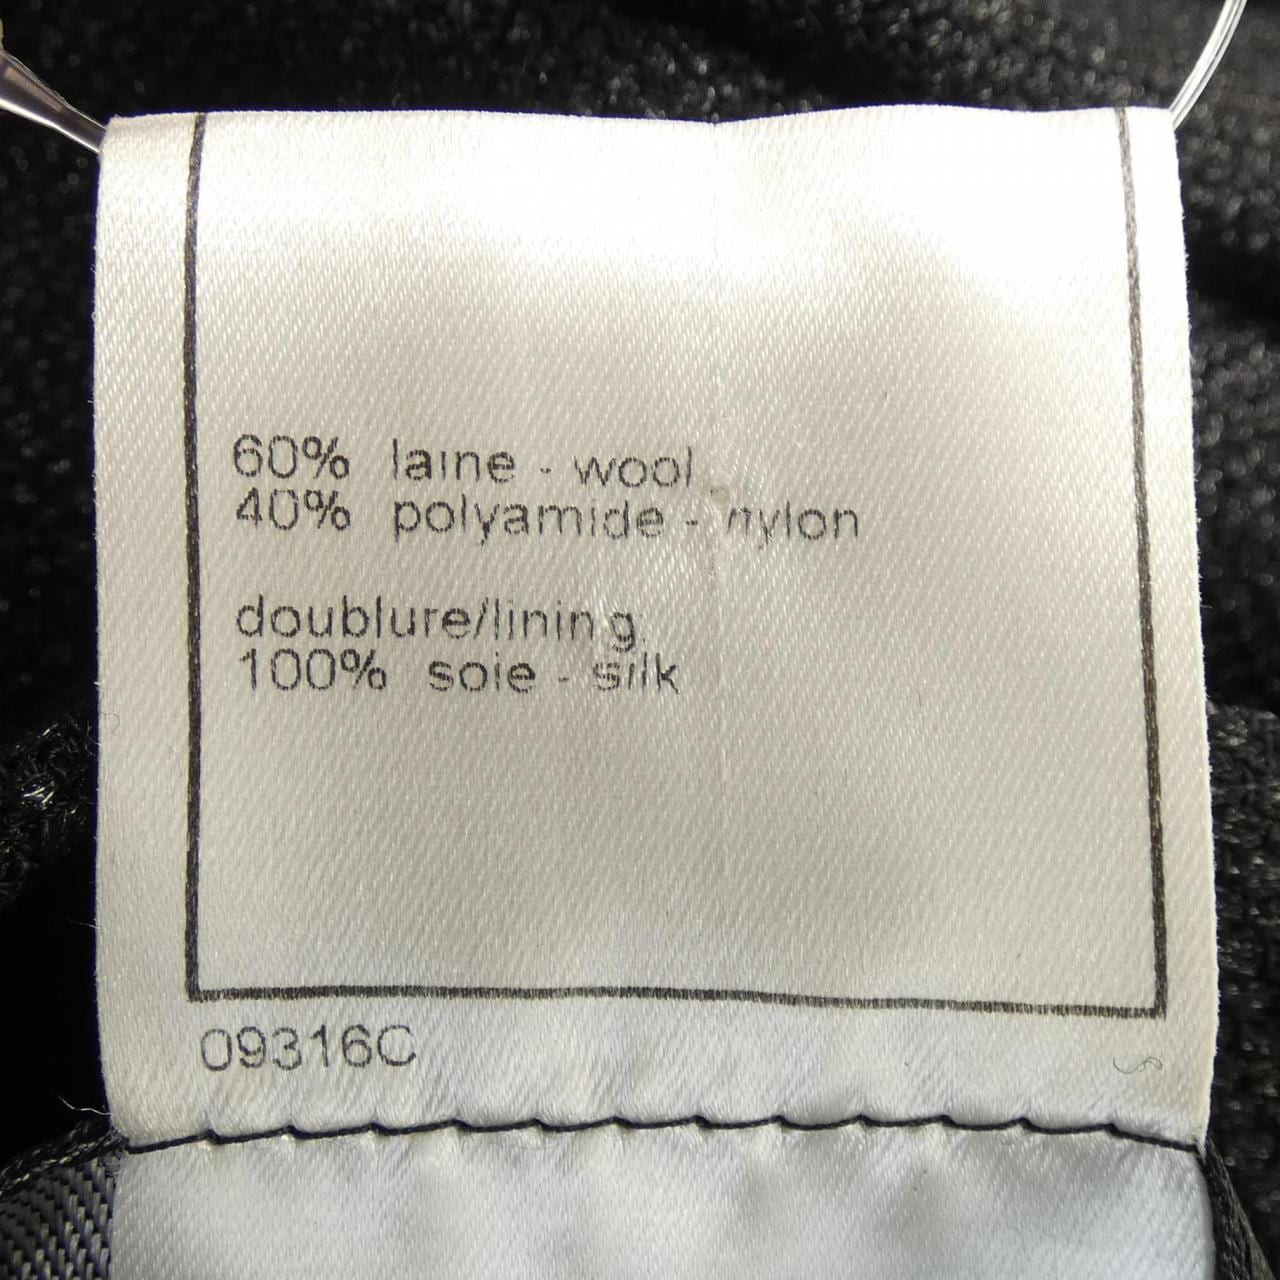 60% laine - wool
40% polyamide - nylon
doublure/lining
100% soie - silk
09316C